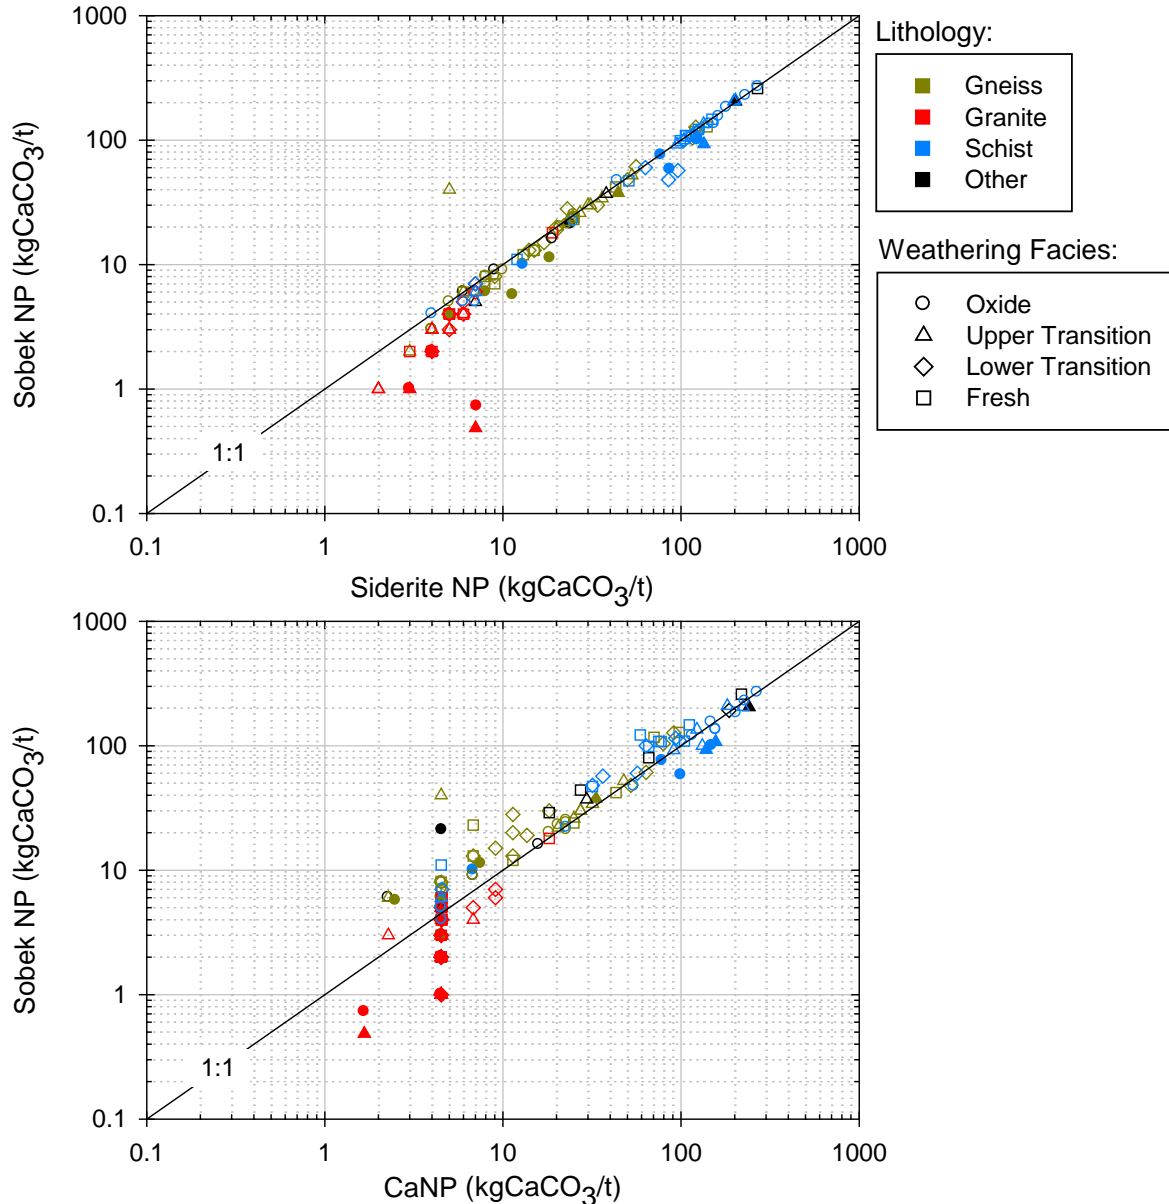 1000
100
10
1
0.1
Sobek NP (kgCaCO3/t)
1:1
0.1 1 10 100 1000
Siderite NP (kgCaCO3/t)
Lithology:
Gneiss
Granite
Schist
Other
Weathering Facies:
Oxide
Upper Transition
Lower Transition
Fresh
1000
100
10
1
0.1
Sobek NP (kgCaCO3/t)
1:1
0.1 1 10 100 1000
CaNP (kgCaCO3/t)